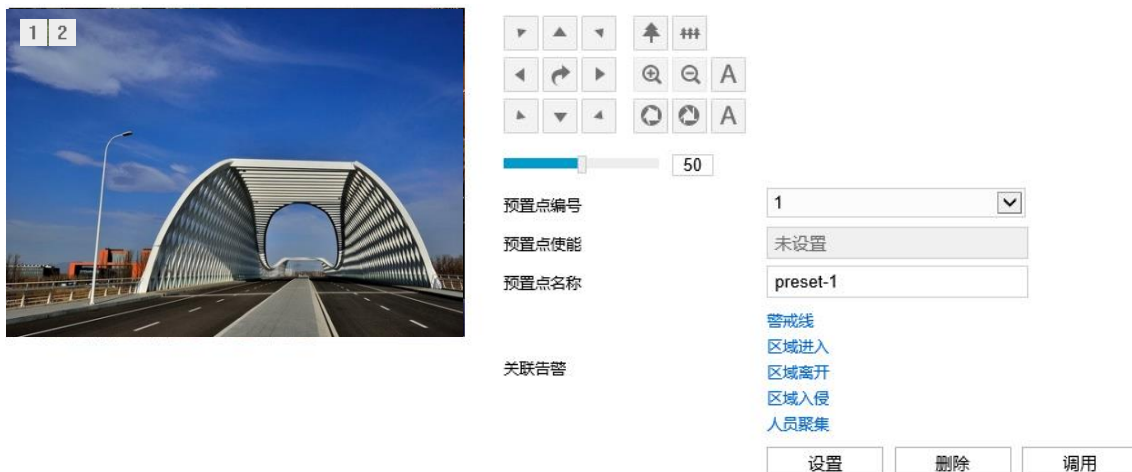 1 2
A
A
50
预置点编号 1
预置点使能 未设置
预置点名称 preset-1
关联告警
警戒线
区域进入
区域离开
区域入侵
人员聚集
设置 删除 调用